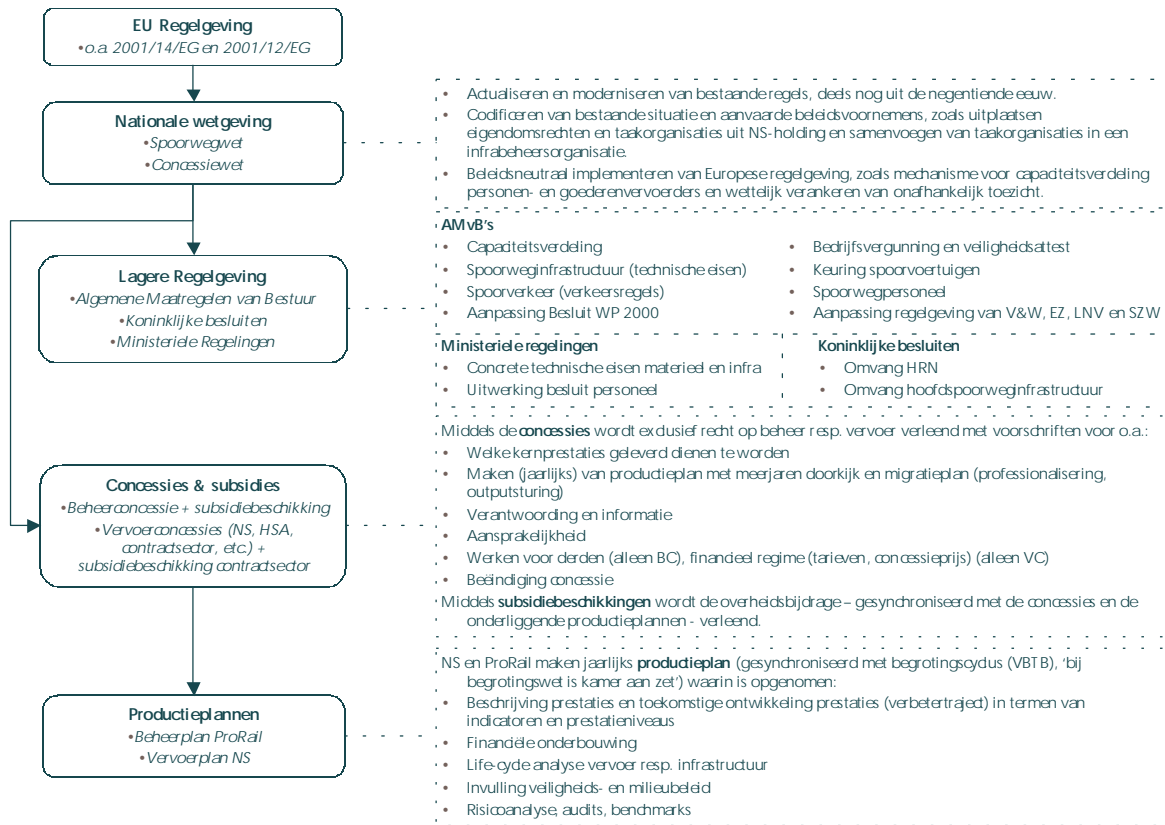 EU Regelgeving
•o.a. 2001/14/EG en 2001/12/EG
Nationale wetgeving
•Spoorwegwet
•Concessiewet
• Actualiseren en moderniseren van bestaande regels, deels nog uit de negentiende eeuw.
• Codificeren van bestaande situatie en aanvaarde beleidsvoornemens, zoals uitplaatsen
eigendomsrechten en taakorganisaties uit NS-holding en samenvoegen van taakorganisaties in een
infrabeheersorganisatie.
• Beleidsneutraal implementeren van Europese regelgeving, zoals mechanisme voor capaciteitsverdeling
personen- en goederenvervoerders en wettelijk verankeren van onafhankelijk toezicht.
Lagere Regelgeving
•Algemene Maatregelen van Bestuur
•Koninklijke besluiten
•Ministeriele Regelingen
AMvB's
• Capaciteitsverdeling
• Spoorweginfrastructuur (technische eisen)
• Spoorverkeer (verkeersregels)
• Aanpassing Besluit WP 2000
• Bedrijfsvergunning en veiligheidsattest
• Keuring spoorvoertuigen
• Spoorwegpersoneel
• Aanpassing regelgeving van V&W, EZ, LNV en SZW
Ministeriele regelingen
• Concrete technische eisen materieel en infra
• Uitwerking besluit personeel
Koninklijke besluiten
• Omvang HRN
• Omvang hoofdspoorweginfrastructuur
Concessies & subsidies
•Beheerconcessie + subsidiebeschikking
•Vervoerconcessies (NS, HSA,
contractsector, etc.) +
subsidiebeschikking contractsector
Middels de concessies wordt exclusief recht op beheer resp. vervoer verleend met voorschriften voor o.a.:
• Welke kernprestaties geleverd dienen te worden
• Maken (jaarlijks) van productieplan met meerjaren doorkijk en migratieplan (professionalisering,
outputsturing)
• Verantwoording en informatie
• Aansprakelijkheid
• Werken voor derden (alleen BC), financieel regime (tarieven, concessieprijs) (alleen VC)
• Beëindiging concessie
Middels subsidiebeschikkingen wordt de overheidsbijdrage – gesynchroniseerd met de concessies en de
onderliggende productieplannen - verleend.
Productieplannen
•Beheerplan ProRail
•Vervoerplan NS
NS en ProRail maken jaarlijks productieplan (gesynchroniseerd met begrotingscyclus (VBTB), 'bij
begrotingswet is kamer aan zet') waarin is opgenomen:
• Beschrijving prestaties en toekomstige ontwikkeling prestaties (verbetertraject) in termen van
indicatoren en prestatieniveaus
• Financiële onderbouwing
• Life-cycle analyse vervoer resp. infrastructuur
• Invulling veiligheids- en milieubeleid
• Risicoanalyse, audits, benchmarks